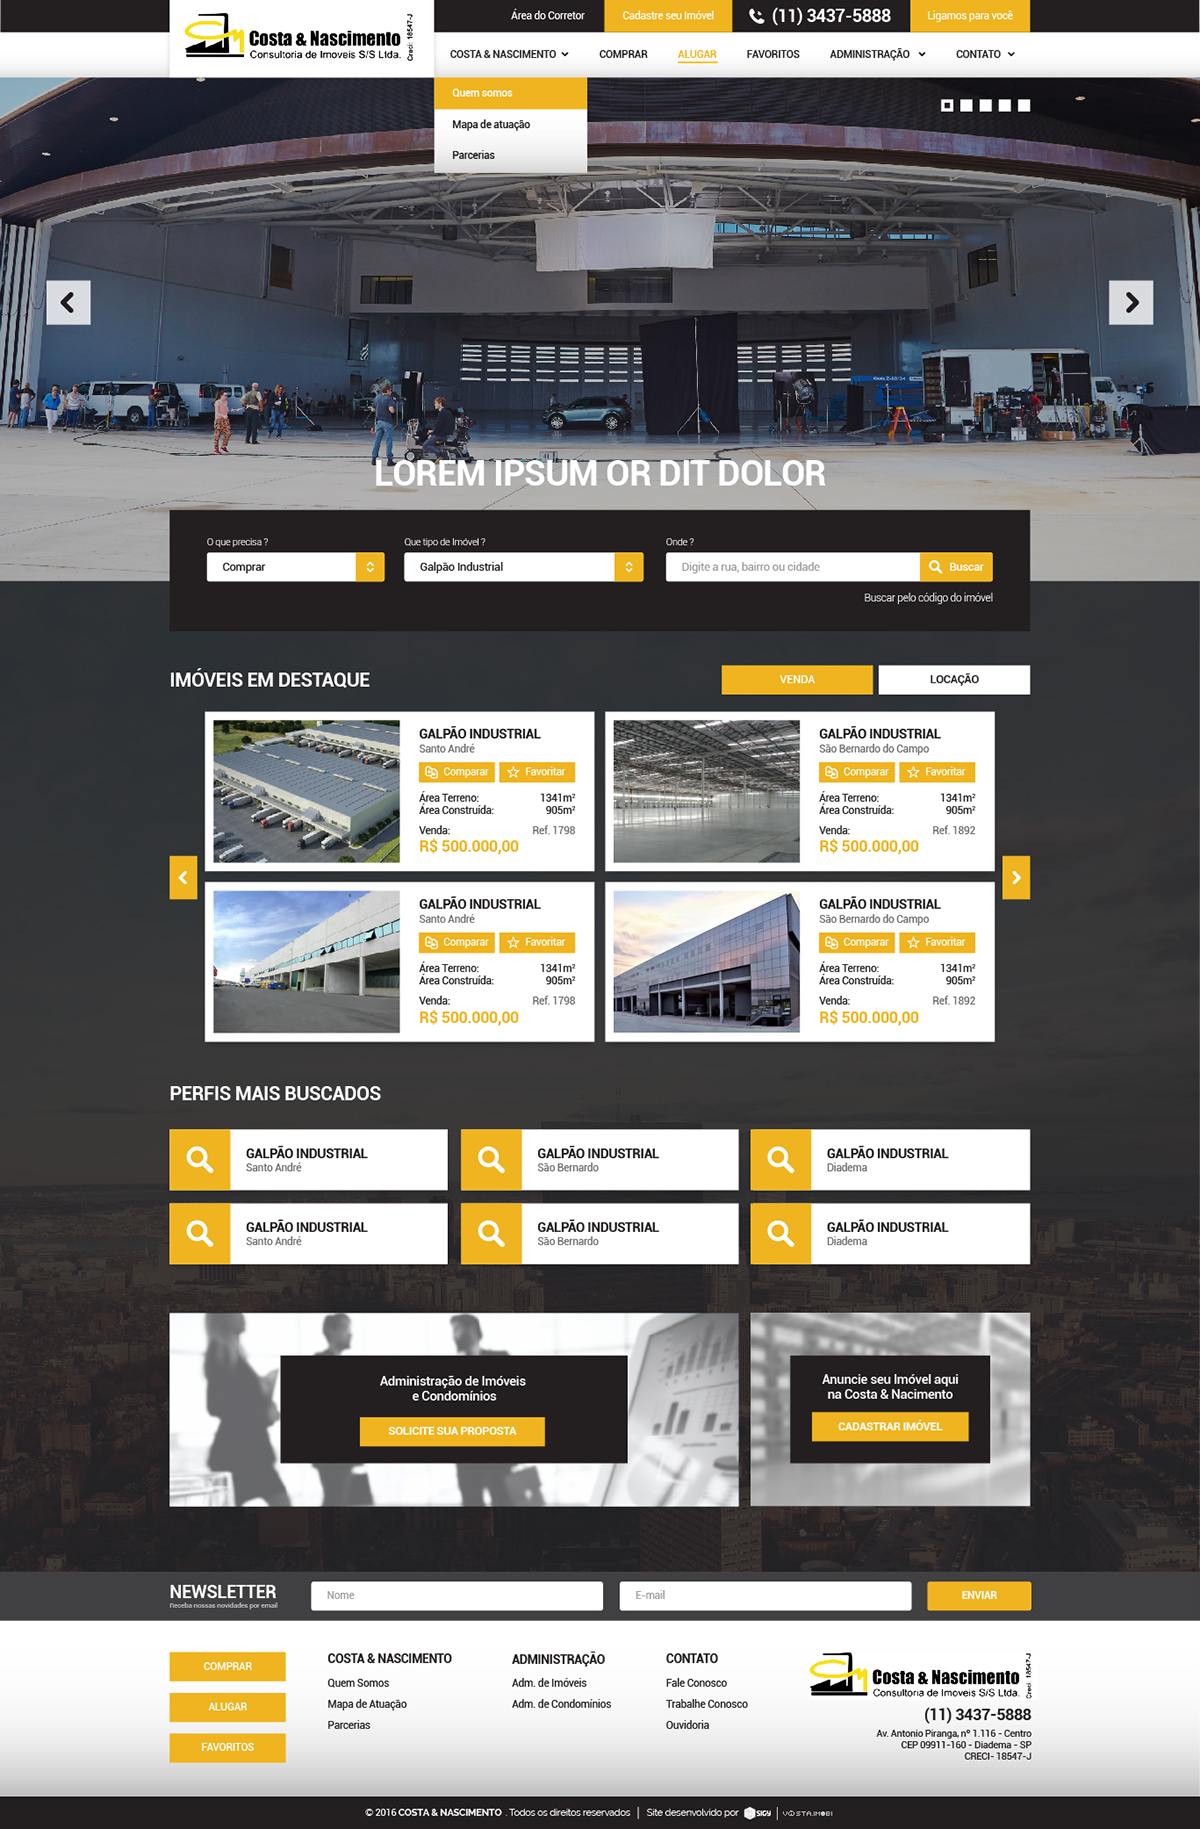 Área do Corretor
Cadastre seu Imóvel
(11) 3437-5888
Ligamos para você
Costa & Nascimento
Consultoria de Imoveis S/S Ltda.
Creci: 18547-J
COSTA & NASCIMENTO
COMPRAR
ALUGAR
FAVORITOS
ADMINISTRAÇÃO
CONTATO
Quem somos
Mapa de atuação
Parcerias
LOREM IPSUM OR DIT DOLOR
O que precisa ?
Que tipo de Imóvel ?
Onde ?
Comprar
Galpão Industrial
Digite a rua, bairro ou cidade
Buscar
Buscar pelo código do imóvel
IMÓVEIS EM DESTAQUE
VENDA
LOCAÇÃO
GALPÃO INDUSTRIAL
Santo André
Comparar
Favoritar
Área Terreno: 1341m²
Área Construída: 905m²
Venda: Ref. 1798
R$ 500.000,00
GALPÃO INDUSTRIAL
São Bernardo do Campo
Comparar
Favoritar
Área Terreno: 1341m²
Área Construída: 905m²
Venda: Ref. 1892
R$ 500.000,00
GALPÃO INDUSTRIAL
Santo André
Comparar
Favoritar
Área Terreno: 1341m²
Área Construída: 905m²
Venda: Ref. 1798
R$ 500.000,00
GALPÃO INDUSTRIAL
São Bernardo do Campo
Comparar
Favoritar
Área Terreno: 1341m²
Área Construída: 905m²
Venda: Ref. 1892
R$ 500.000,00
PERFIS MAIS BUSCADOS
GALPÃO INDUSTRIAL
Santo André
GALPÃO INDUSTRIAL
São Bernardo
GALPÃO INDUSTRIAL
Diadema
GALPÃO INDUSTRIAL
Santo André
GALPÃO INDUSTRIAL
São Bernardo
GALPÃO INDUSTRIAL
Diadema
Administração de Imóveis
e Condomínios
SOLICITE SUA PROPOSTA
Anuncie seu Imóvel aqui
na Costa & Nacimento
CADASTRAR IMÓVEL
NEWSLETTER
Receba nossas novidades por email
Nome
E-mail
ENVIAR
COMPRAR
ALUGAR
FAVORITOS
COSTA & NASCIMENTO
Quem Somos
Mapa de Atuação
Parcerias
ADMINISTRAÇÃO
Adm. de Imóveis
Adm. de Condomínios
CONTATO
Fale Conosco
Trabalhe Conosco
Ouvidoria
Costa & Nascimento
Consultoria de Imoveis S/S Ltda.
Creci: 18547-J
(11) 3437-5888
Av. Antonio Piranga, nº 1.116 - Centro
CEP 09911-160 - Diadema - SP
CRECI- 18547-J
© 2016 COSTA & NASCIMENTO . Todos os direitos reservados | Site desenvolvido por SIGY | VISTA.IMOBI